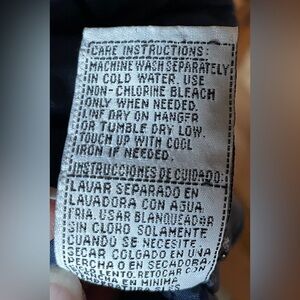 CARE INSTRUCTIONS:
MACHINE WASH SEPARATELY
IN COLD WATER. USE
NON-CHLORINE BLEACH
ONLY WHEN NEEDED.
LINE DRY ON HANGER
OR TUMBLE DRY LOW.
TOUCH UP WITH COOL
IRON IF NEEDED.
INSTRUCCIONES DE CUIDADO:
LAVAR SEPARADO EN
LAVADORA CON AGUA
FRIA. USAR BLANQUEADOR
SIN CLORO SOLAMENTE
CUANDO SE NECESITE.
SECAR COLGADO EN UNA
PERCHA O EN SECADORA
CICLO LENTO. RETOCAR CON
PLANCHA EN MINIMA